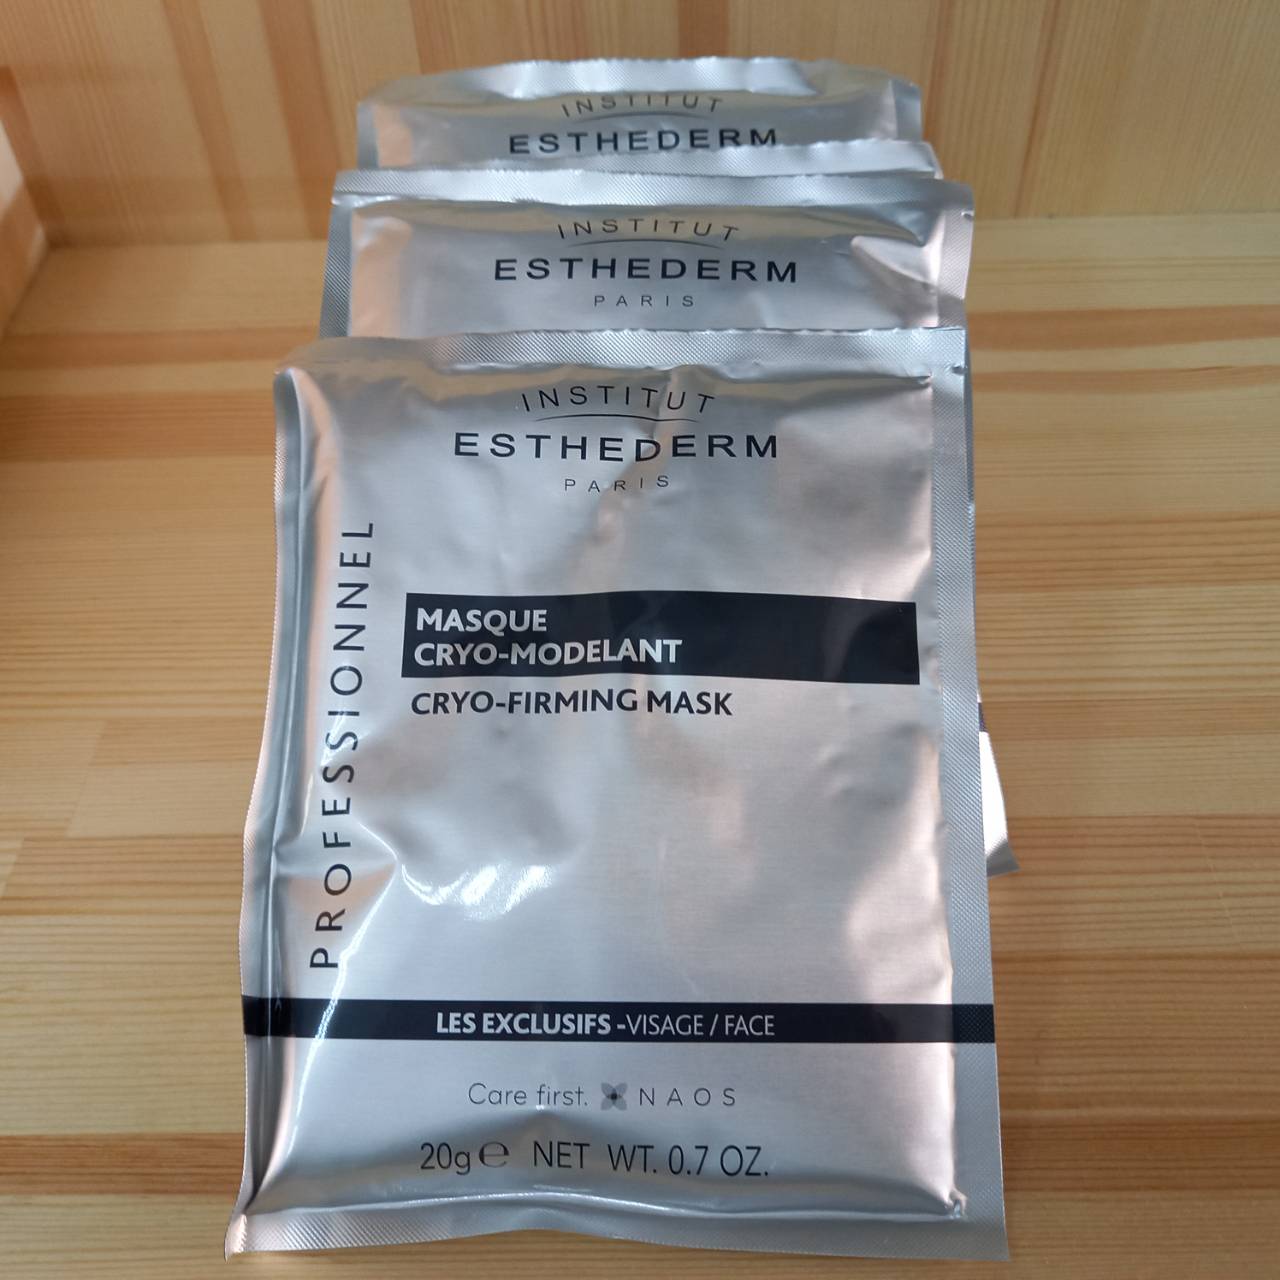 INSTITUT
ESTHEDERM
INSTITUT
ESTHEDERM
PARIS
INSTITUT
ESTHEDERM
PARIS
PROFESSIONNEL
MASQUE
CRYO-MODELANT
CRYO-FIRMING MASK
LES EXCLUSIFS -VISAGE / FACE
Care first. NAOS
20g ℮ NET WT. 0.7 OZ.